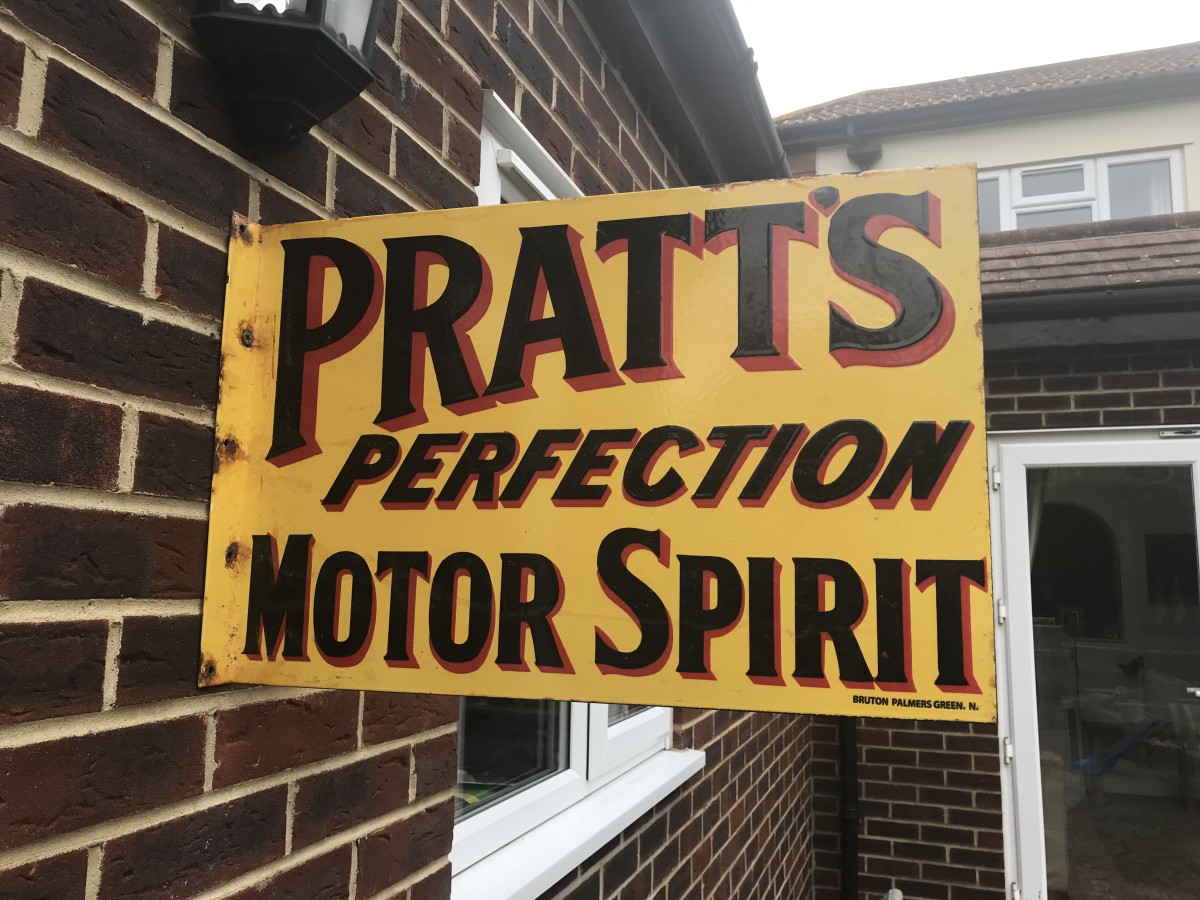 PRATT'S
PERFECTION
MOTOR SPIRIT
BRUTON PALMERS GREEN. N.